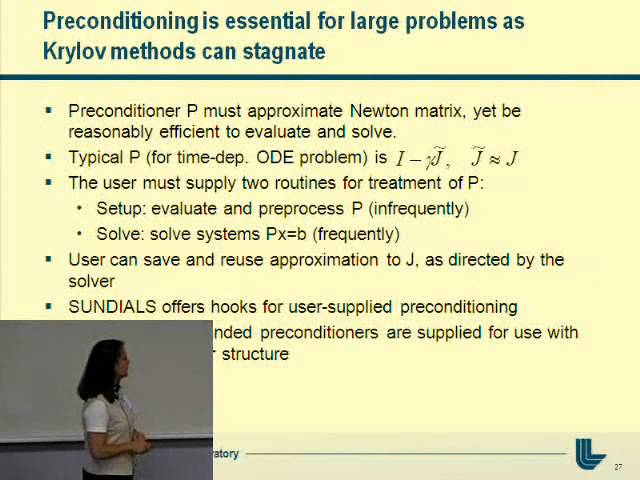 Preconditioning is essential for large problems as
Krylov methods can stagnate
Preconditioner P must approximate Newton matrix, yet be
reasonably efficient to evaluate and solve.
Typical P (for time-dep. ODE problem) is I − γJ̃, J̃ ≈ J
The user must supply two routines for treatment of P:
Setup: evaluate and preprocess P (infrequently)
Solve: solve systems Px=b (frequently)
User can save and reuse approximation to J, as directed by the
solver
SUNDIALS offers hooks for user-supplied preconditioning
preconditioners are supplied for use with
structure
27